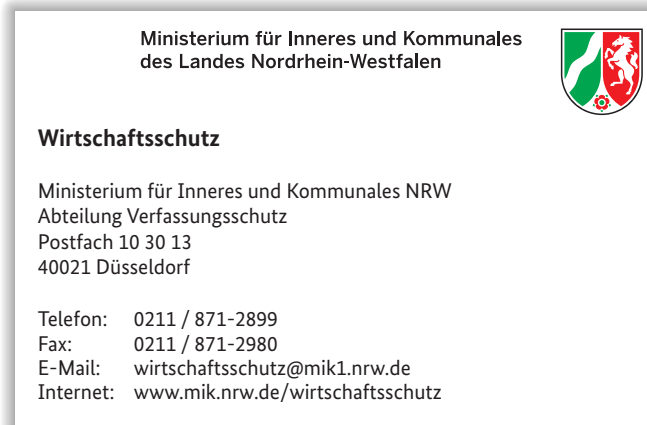 Ministerium für Inneres und Kommunales
des Landes Nordrhein-Westfalen
Wirtschaftsschutz
Ministerium für Inneres und Kommunales NRW
Abteilung Verfassungsschutz
Postfach 10 30 13
40021 Düsseldorf
Telefon: 0211 / 871-2899
Fax: 0211 / 871-2980
E-Mail: wirtschaftsschutz@mik1.nrw.de
Internet: www.mik.nrw.de/wirtschaftsschutz